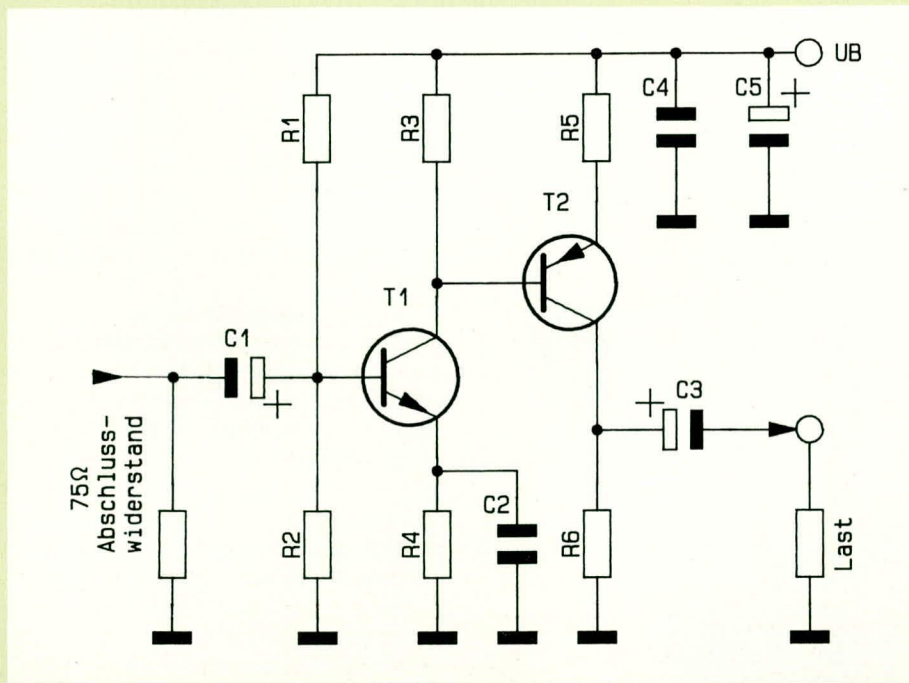 UB
C4
C5
+
R1
R3
R5
T2
T1
C1
+
+
C3
75Ω
Abschluss-
Widerstand
R2
R4
C2
R6
Last